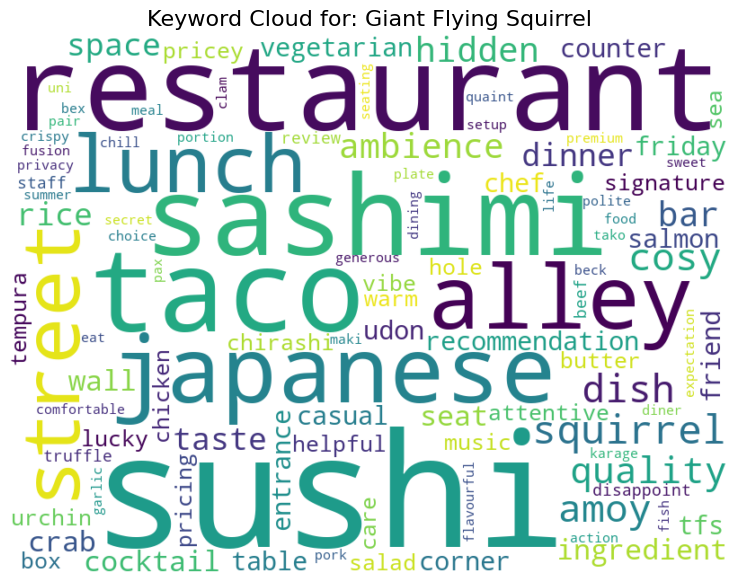 Keyword Cloud for: Giant Flying Squirrel
space pricey vegetarian hidden counter
restaurant
uni clam seating quaint sea
bex meal
pair setup
crispy chill portion review ambience premium friday
fusion lunch dinner
privacy sweet
staff plate chef life signature
summer sashimi polite
rice secret dining food bar
choice tako salmon
street pax generous hole beck cosy
tempura taco vibe alley beef
warm
eat chirashi maki udon recommendation expectation
japanese butter friend
wall chicken dish
comfortable casual seat attentive diner
lucky taste entrance helpful music squirrel
truffle karage
garlic pricing sushi flavourful quality
urchin care disappoint
crab amoy fish tfs
action
box cocktail table pork salad corner ingredient